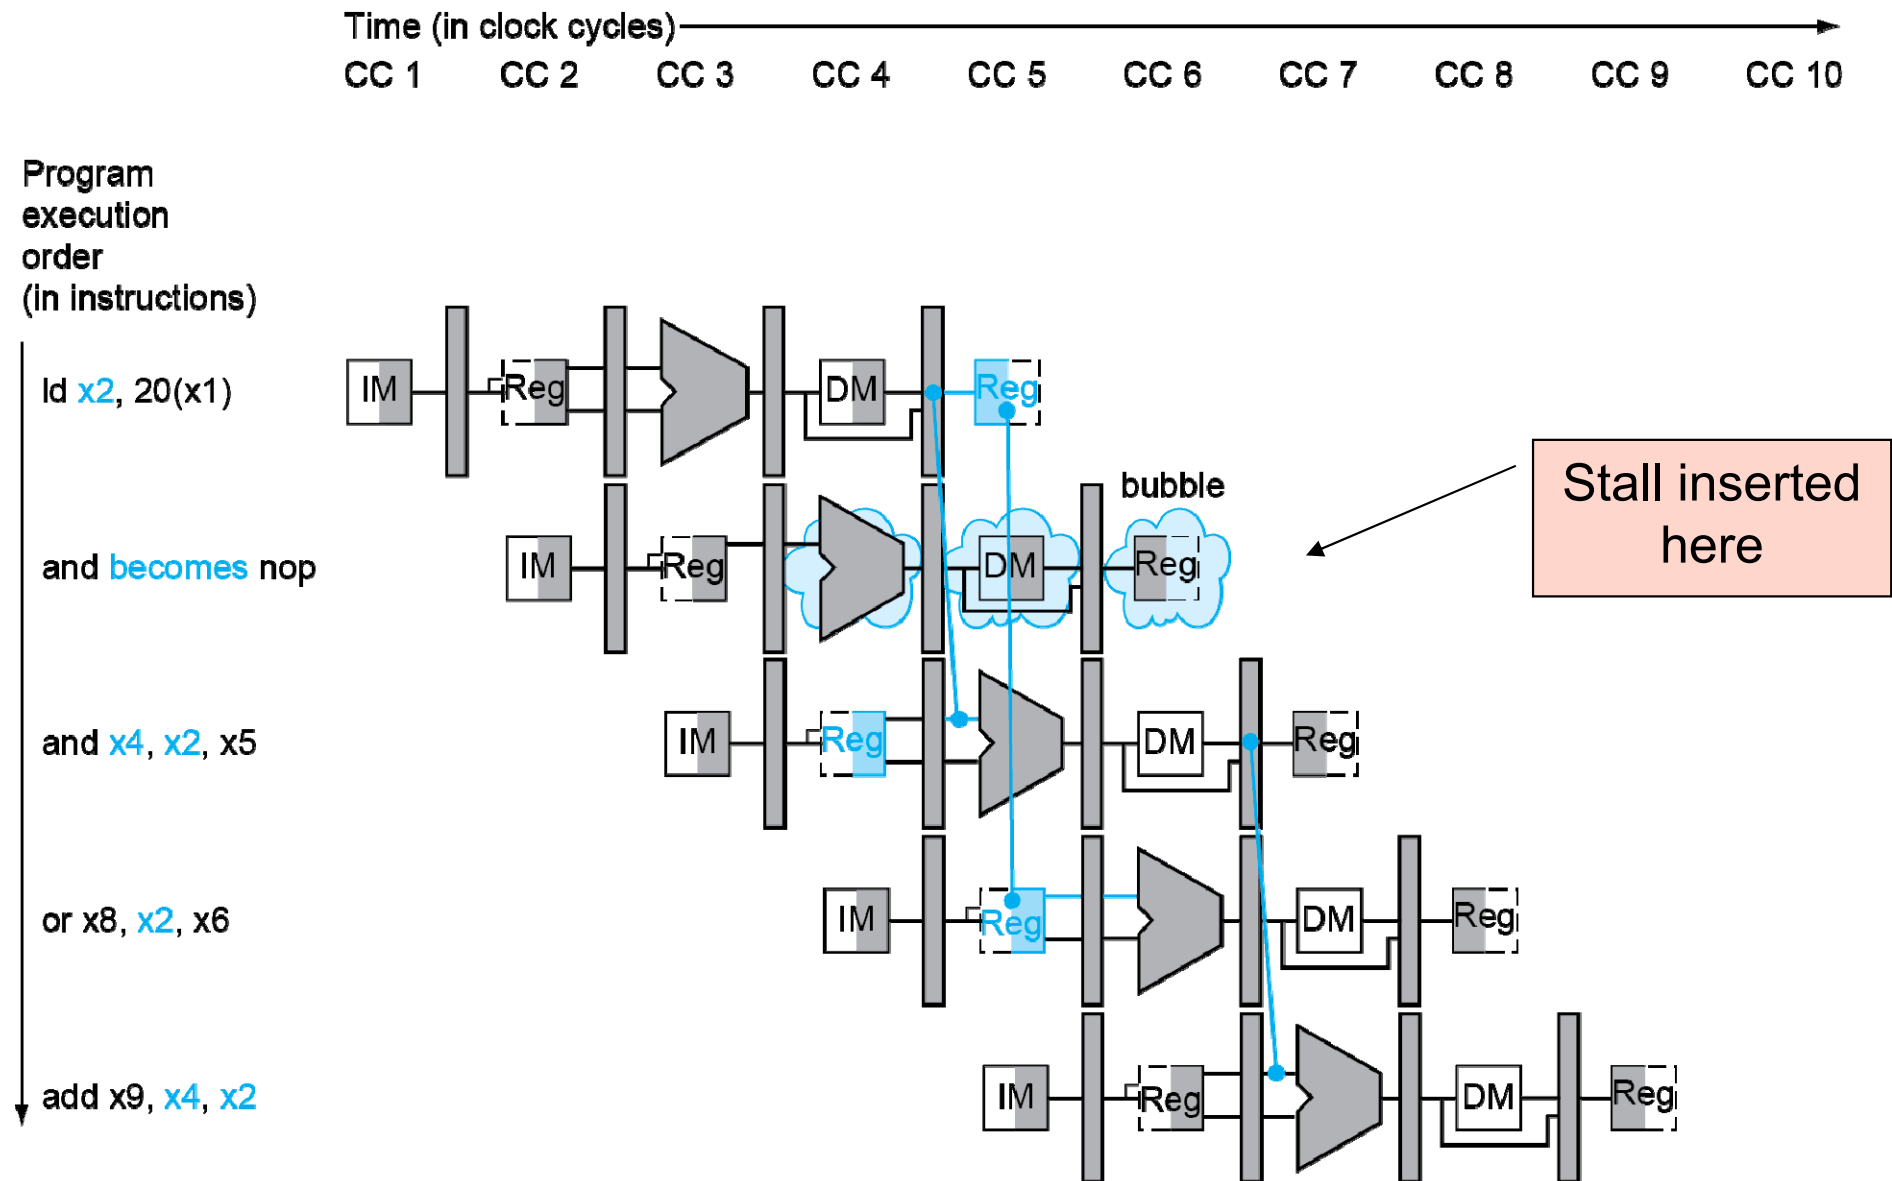 Time (in clock cycles)
CC 1 CC 2 CC 3 CC 4 CC 5 CC 6 CC 7 CC 8 CC 9 CC 10
Program
execution
order
(in instructions)
ld x2, 20(x1)
IM Reg DM Reg
bubble
Stall inserted
here
and becomes nop
IM Reg DM Reg
and x4, x2, x5
IM Reg DM Reg
or x8, x2, x6
IM Reg DM Reg
add x9, x4, x2
IM Reg DM Reg